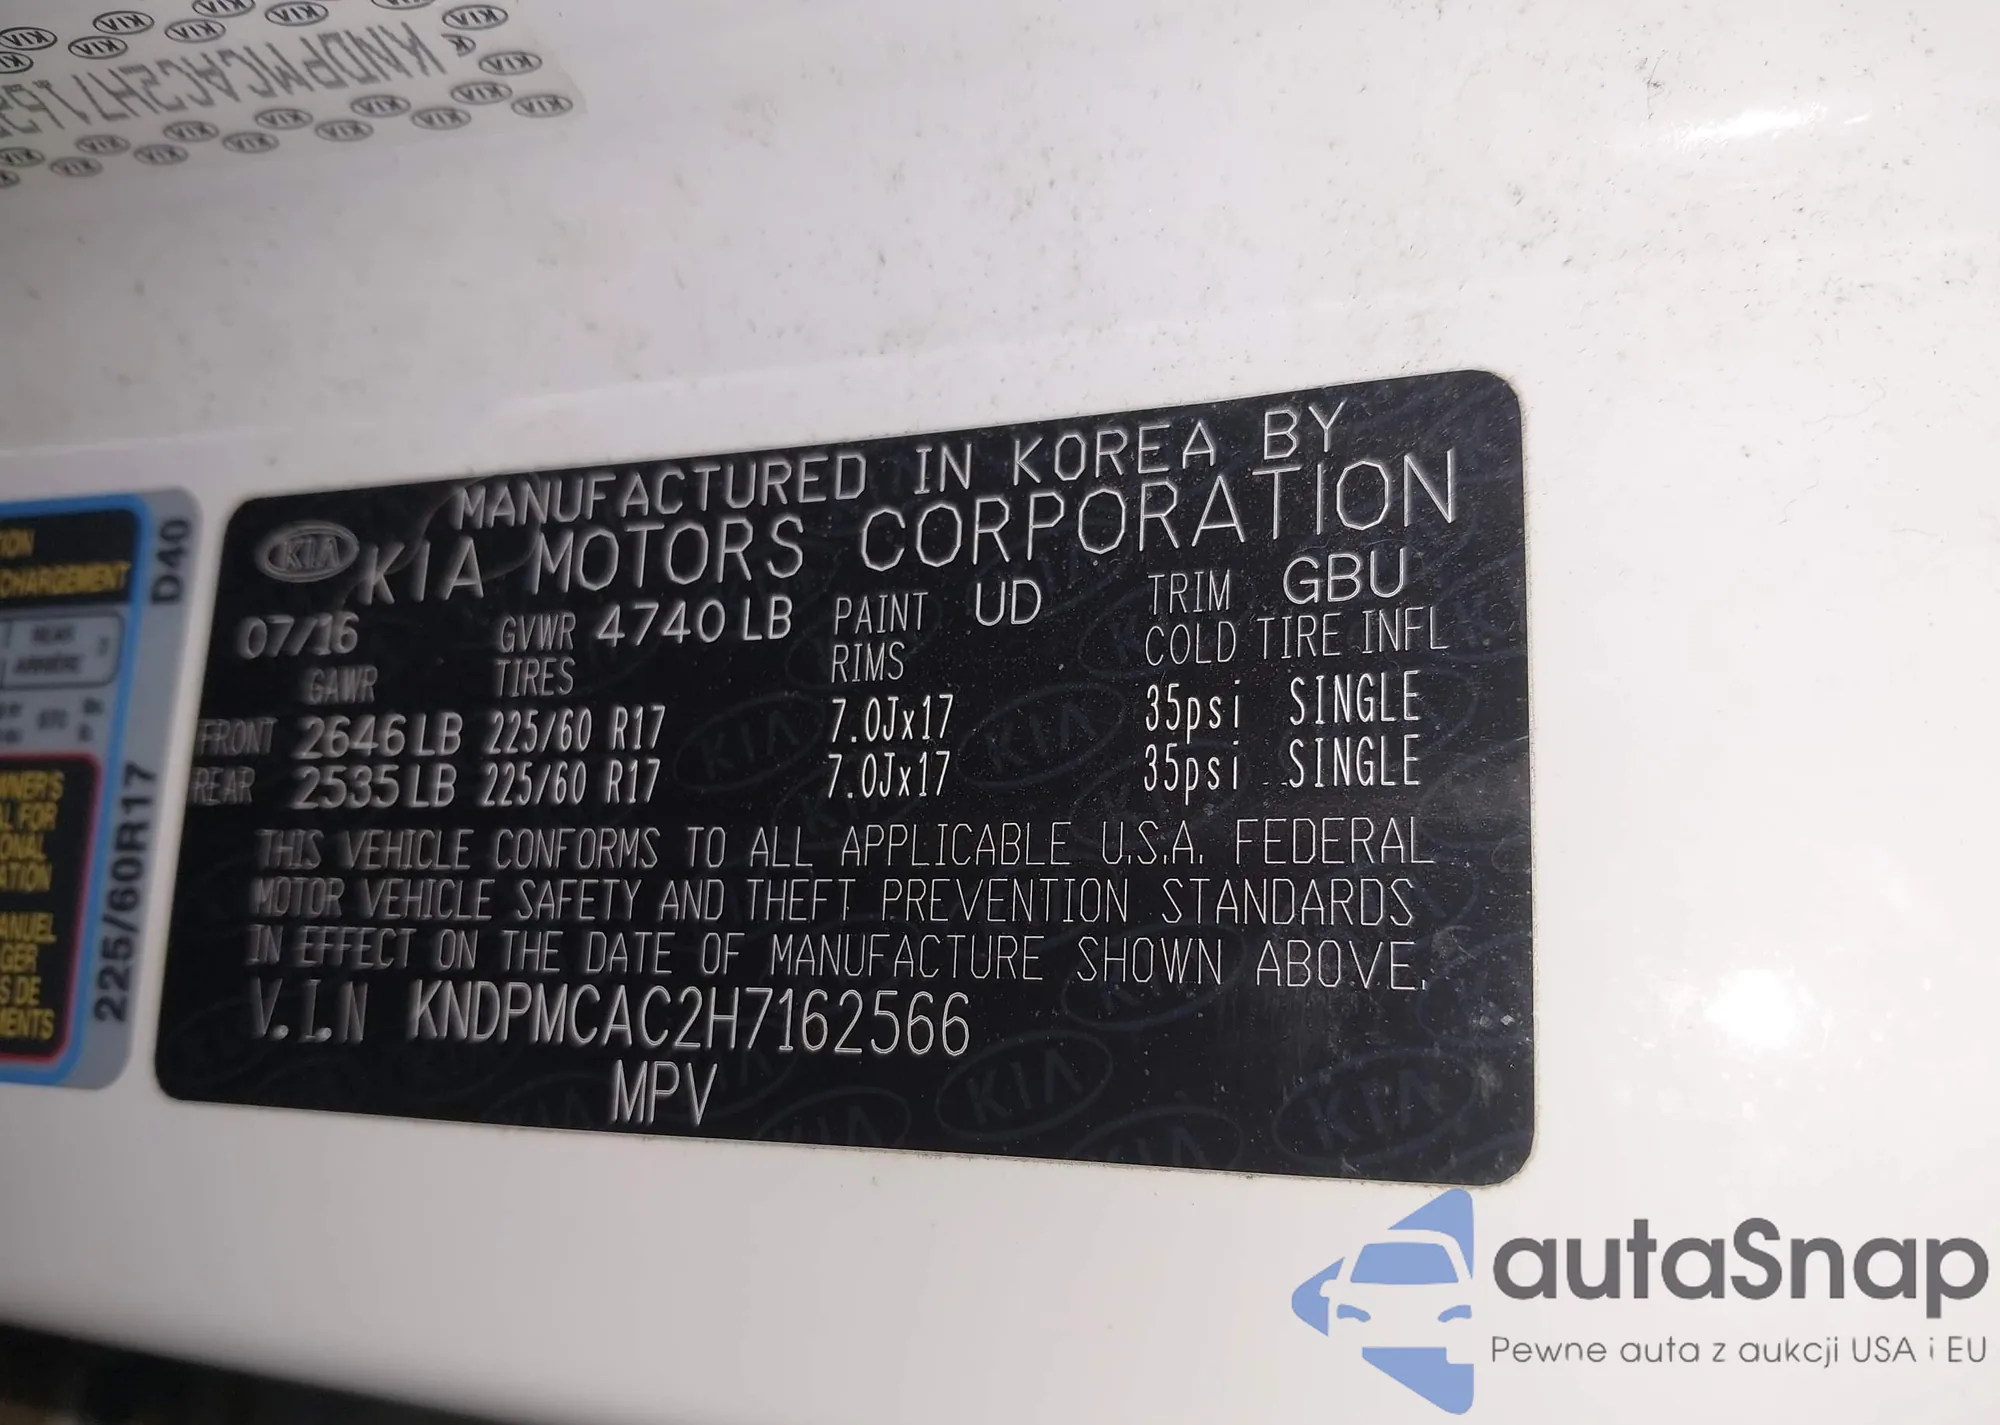 KNDPMCAC2H7162
MANUFACTURED IN KOREA BY
KIA KIA MOTORS CORPORATION
07/16 GVWR 4740 LB PAINT UD TRIM GBU
GAWR TIRES RIMS COLD TIRE INFL
FRONT 2646 LB 225/60 R17 7.0Jx17 35psi SINGLE
REAR 2535 LB 225/60 R17 7.0Jx17 35psi SINGLE
THIS VEHICLE CONFORMS TO ALL APPLICABLE U.S.A. FEDERAL
MOTOR VEHICLE SAFETY AND THEFT PREVENTION STANDARDS
IN EFFECT ON THE DATE OF MANUFACTURE SHOWN ABOVE.
V.I.N KNDPMCAC2H7162566
MPV
D40
225/60R17
REAR
ARRIÈRE
autaSnap
Pewne auta z aukcji USA i EU